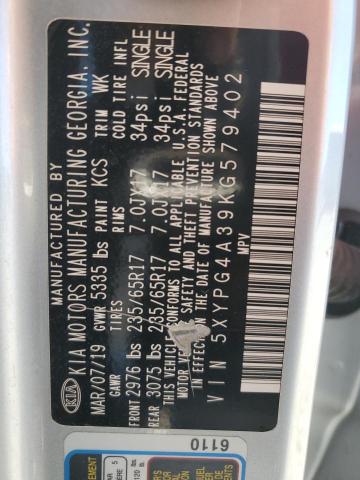 MANUFACTURED BY
KIA KIA MOTORS MANUFACTURING GEORGIA, INC.
MAR/07/19 GVWR 5335 lbs PAINT KCS TRIM WK
GAWR TIRES RIMS COLD TIRE INFL
FRONT 2976 lbs 235/65R17 7.0JX17 34psi SINGLE
REAR 3075 lbs 235/65R17 7.0JX17 34psi SINGLE
THIS VEHICLE CONFORMS TO ALL APPLICABLE U.S.A. FEDERAL
MOTOR SAFETY AND THEFT PREVENTION STANDARDS
IN EFFECT DATE OF MANUFACTURE SHOWN ABOVE
VIN 5XYPG4A39KG579402
MPV
6110